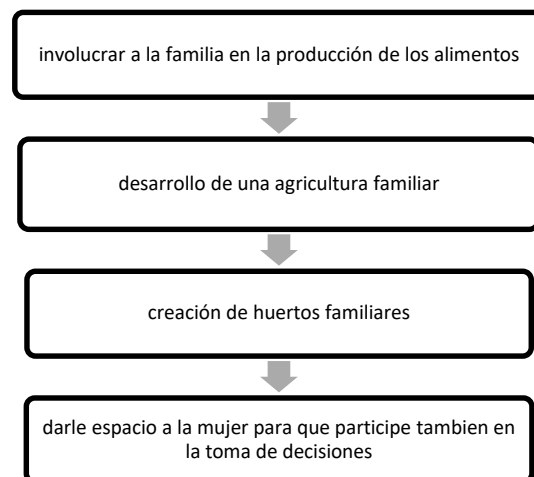 involucrar a la familia en la producción de los alimentos
desarrollo de una agricultura familiar
creación de huertos familiares
darle espacio a la mujer para que participe tambien en
la toma de decisiones